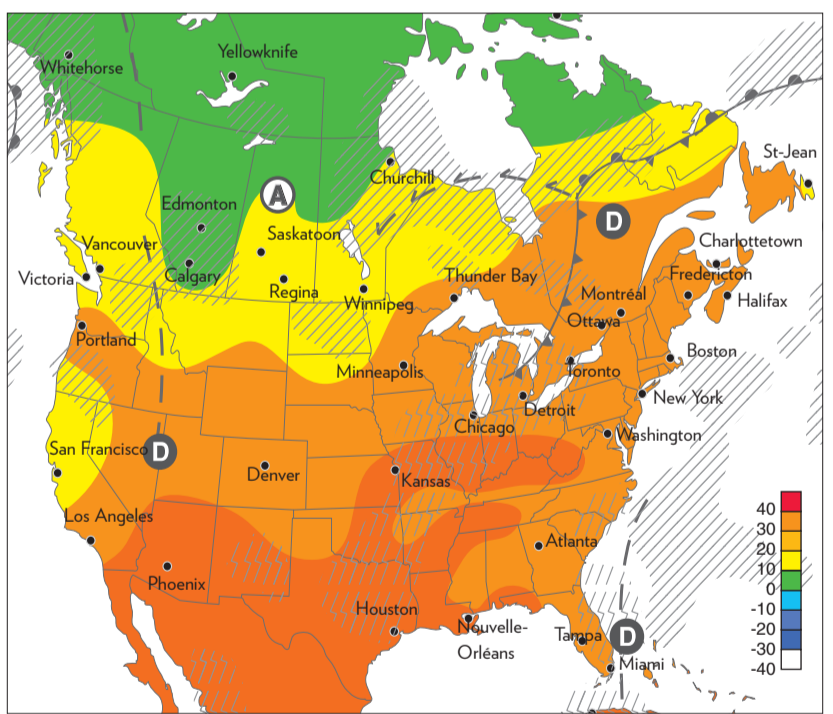 Yellowknife
Whitehorse
St-Jean
Churchill
A
Edmonton
D
Saskatoon
Charlottetown
Vancouver
Victoria
Calgary
Thunder Bay
Fredericton
Regina
Winnipeg
Montréal
Halifax
Ottawa
Portland
Boston
Minneapolis
Toronto
New York
Detroit
Chicago
Washington
San Francisco
D
Denver
Kansas
Los Angeles
Atlanta
Phoenix
Houston
Nouvelle-
Orléans
Tampa
D
Miami
40
30
20
10
0
-10
-20
-30
-40